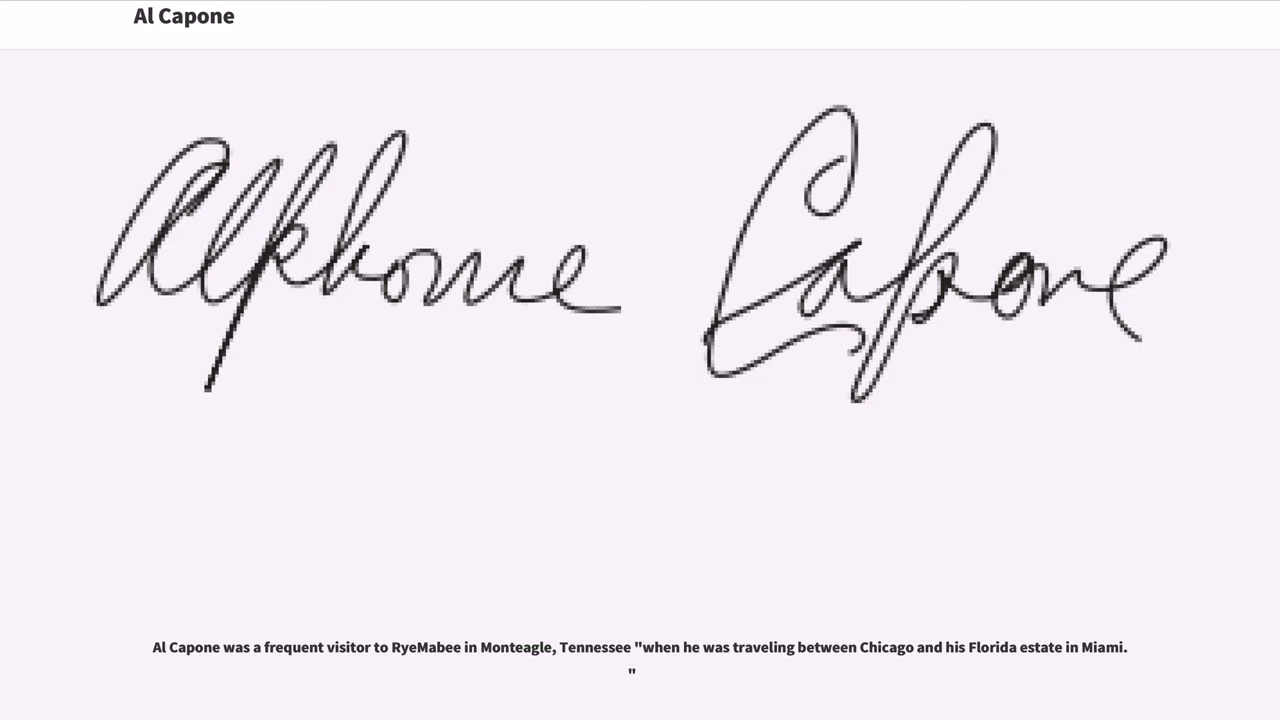 Al Capone
Alphonse Capone
Al Capone was a frequent visitor to RyeMabee in Monteagle, Tennessee "when he was traveling between Chicago and his Florida estate in Miami.
"